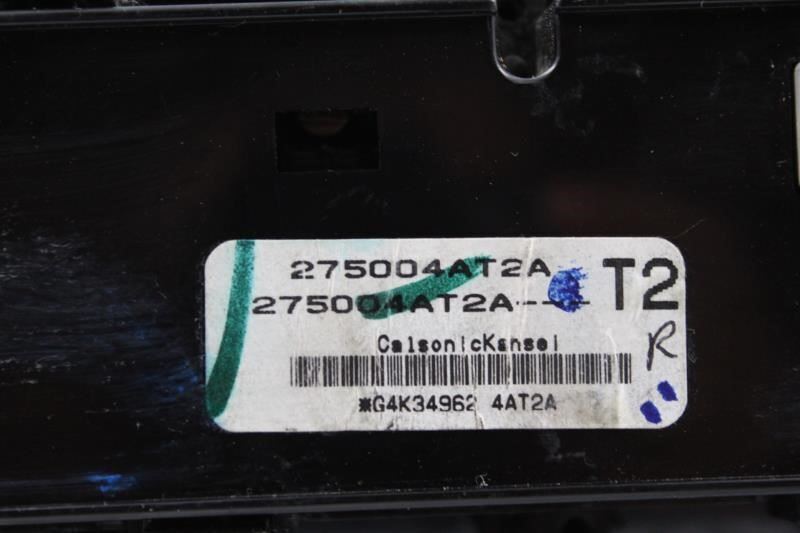 275004AT2A
275004AT2A---- T2
CalsonicKansei R
*G4K34962 4AT2A